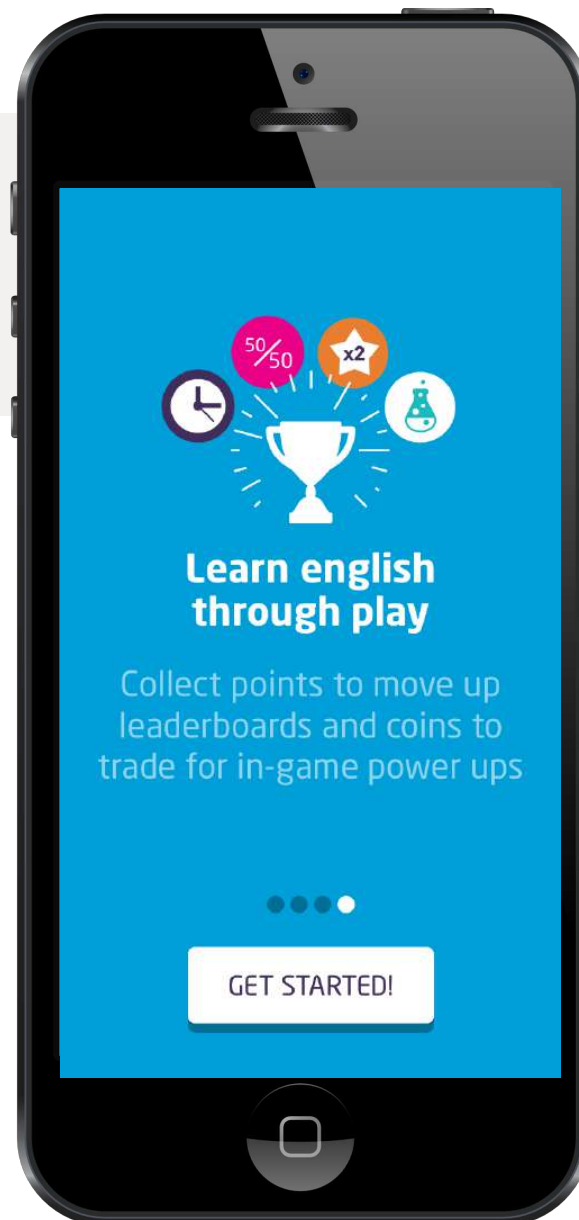 50/50
x2
Learn english
through play
Collect points to move up
leaderboards and coins to
trade for in-game power ups
GET STARTED!